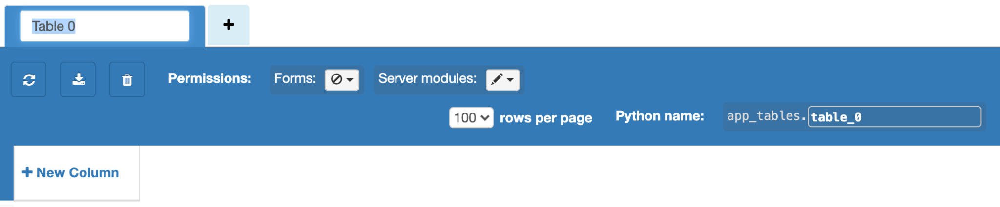 Table 0
Permissions: Forms: Server modules:
100 rows per page Python name: app_tables.table_0
New Column